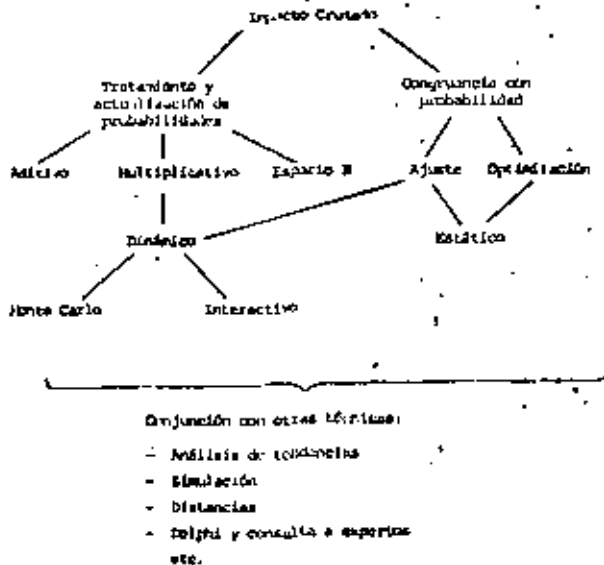 Impacto Cruzado
Tratamiento y
actualización de
probabilidades
Congruencia con
probabilidad
Aditivo
Multiplicativo
Espacio N
Ajuste
Optimización
Dinámico
Estático
Monte Carlo
Interactivo
Conjunción con otras técnicas:
- Análisis de tendencias
- Simulación
- Distancias
- Delphi y consulta a expertos
etc.